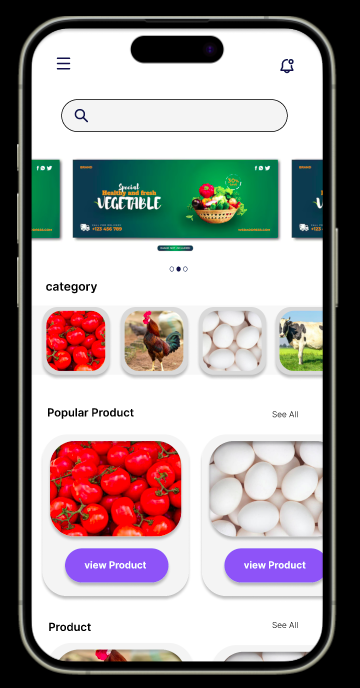 Special
Healthy and fresh
VEGETABLE
+123 456 789
category
Popular Product
See All
view Product
view Product
Product
See All